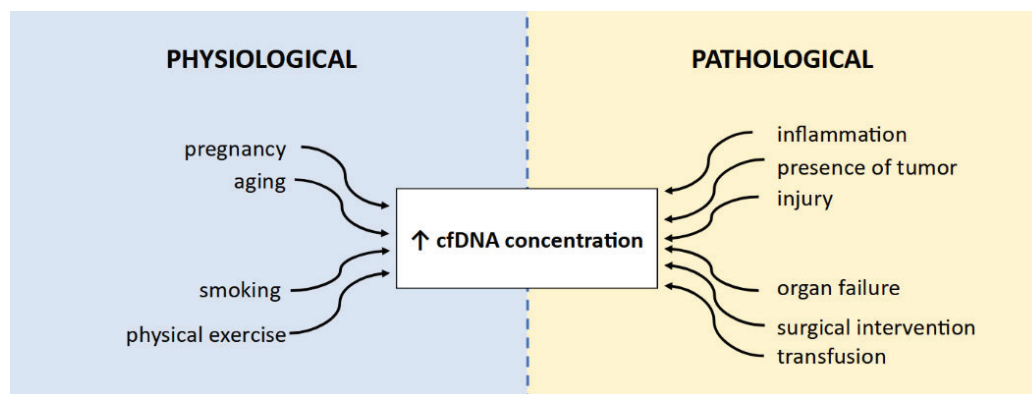 PHYSIOLOGICAL
pregnancy
aging
smoking
physical exercise
↑ cfDNA concentration
PATHOLOGICAL
inflammation
presence of tumor
injury
organ failure
surgical intervention
transfusion